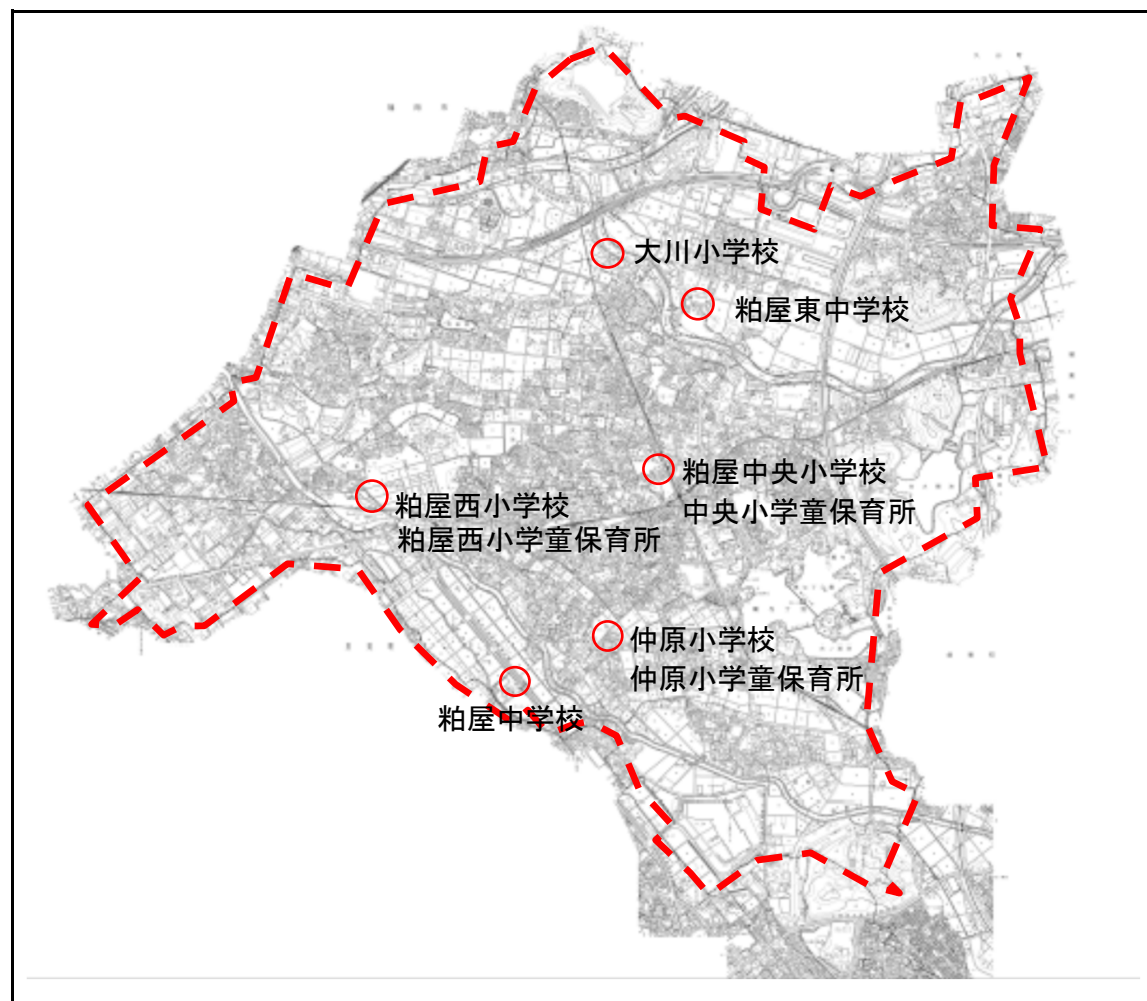 大川小学校
粕屋東中学校
粕屋中央小学校
中央小学童保育所
粕屋西小学校
粕屋西小学童保育所
仲原小学校
仲原小学童保育所
粕屋中学校